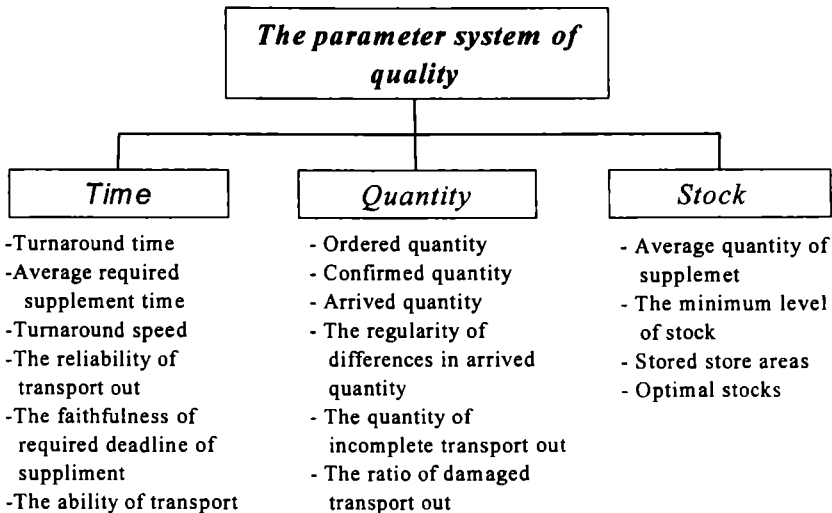 The parameter system of
quality
Time
-Turnaround time
-Average required
supplement time
-Turnaround speed
-The reliability of
transport out
-The faithfulness of
required deadline of
suppliment
-The ability of transport
Quantity
- Ordered quantity
- Confirmed quantity
- Arrived quantity
- The regularity of
differences in arrived
quantity
- The quantity of
incomplete transport out
- The ratio of damaged
transport out
Stock
- Average quantity of
supplemet
- The minimum level
of stock
- Stored store areas
- Optimal stocks